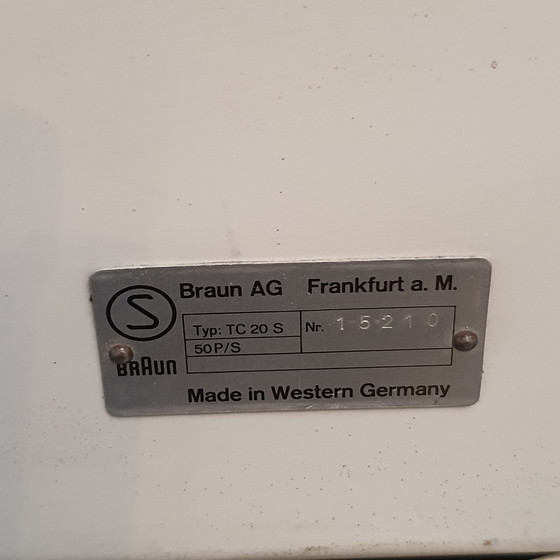 S
Braun AG Frankfurt a. M.
Typ: TC 20 S Nr. 15210
50P/S
BRAUN
Made in Western Germany